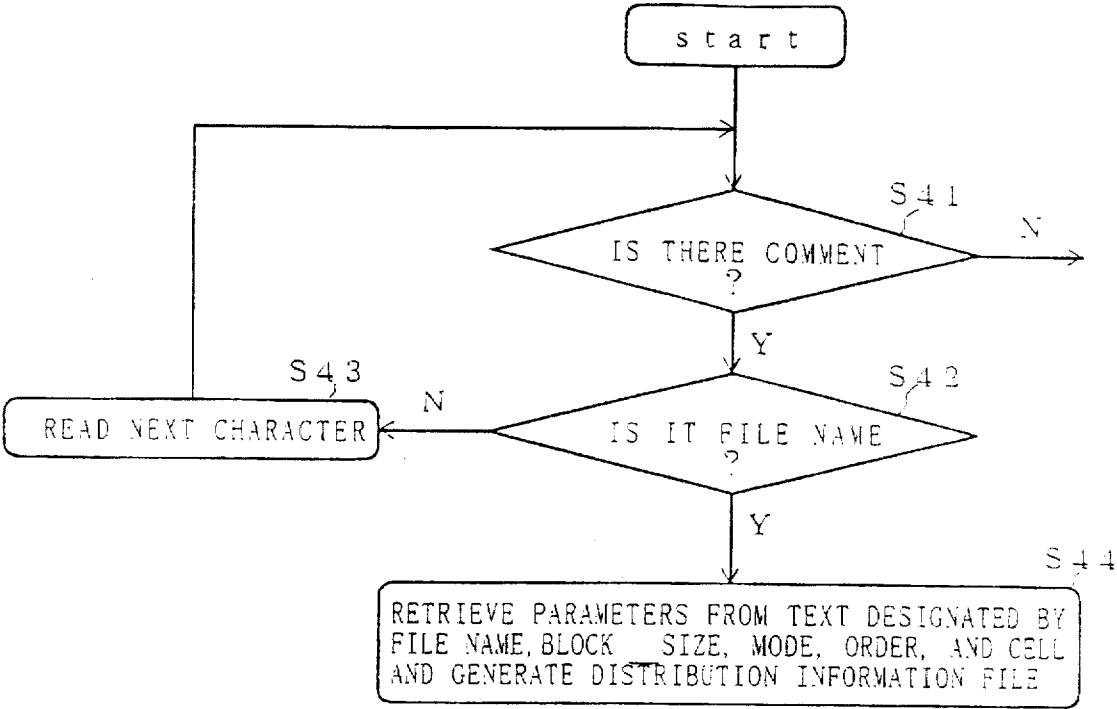 start
S41
IS THERE COMMENT
?
N
Y
S42
IS IT FILE NAME
?
N
S43
READ NEXT CHARACTER
Y
S44
RETRIEVE PARAMETERS FROM TEXT DESIGNATED BY
FILE NAME, BLOCK _ SIZE, MODE, ORDER, AND CELL
AND GENERATE DISTRIBUTION INFORMATION FILE